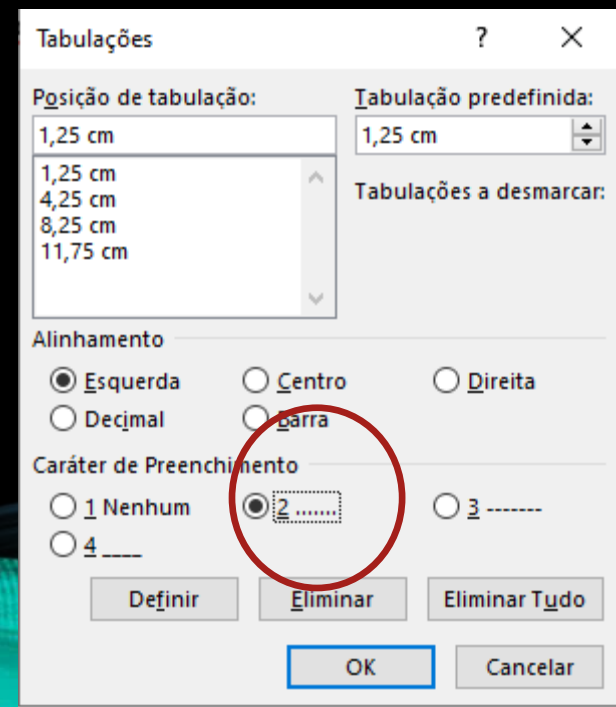 Tabulações ?
Posição de tabulação: Tabulação predefinida:
1,25 cm 1,25 cm
1,25 cm
4,25 cm
8,25 cm
11,75 cm
Tabulações a desmarcar:
Alinhamento
Esquerda Centro Direita
Decimal Barra
Caráter de Preenchimento
1 Nenhum 2 ....... 3 -------
4 ____
Definir Eliminar Eliminar Tudo
OK Cancelar